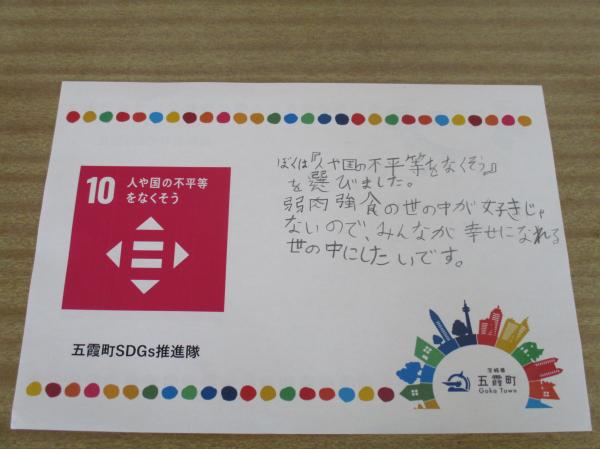 10 人や国の不平等
をなくそう
ぼくは『人や国の不平等をなくそう』
を選びました。
弱肉強食の世の中が好きじゃ
ないので、みんなが幸せになれる
世の中にしたいです。
五霞町SDGs推進隊
茨城県
五霞町
Goka Town